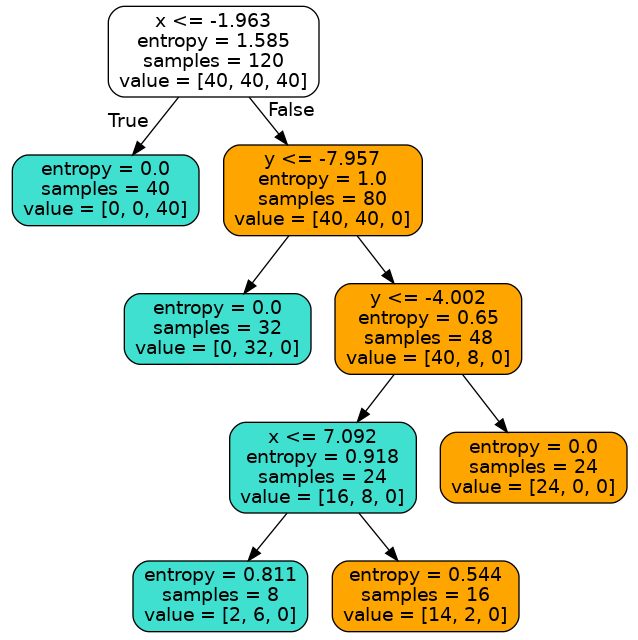 x <= -1.963
entropy = 1.585
samples = 120
value = [40, 40, 40]
True
False
entropy = 0.0
samples = 40
value = [0, 0, 40]
y <= -7.957
entropy = 1.0
samples = 80
value = [40, 40, 0]
entropy = 0.0
samples = 32
value = [0, 32, 0]
y <= -4.002
entropy = 0.65
samples = 48
value = [40, 8, 0]
x <= 7.092
entropy = 0.918
samples = 24
value = [16, 8, 0]
entropy = 0.0
samples = 24
value = [24, 0, 0]
entropy = 0.811
samples = 8
value = [2, 6, 0]
entropy = 0.544
samples = 16
value = [14, 2, 0]